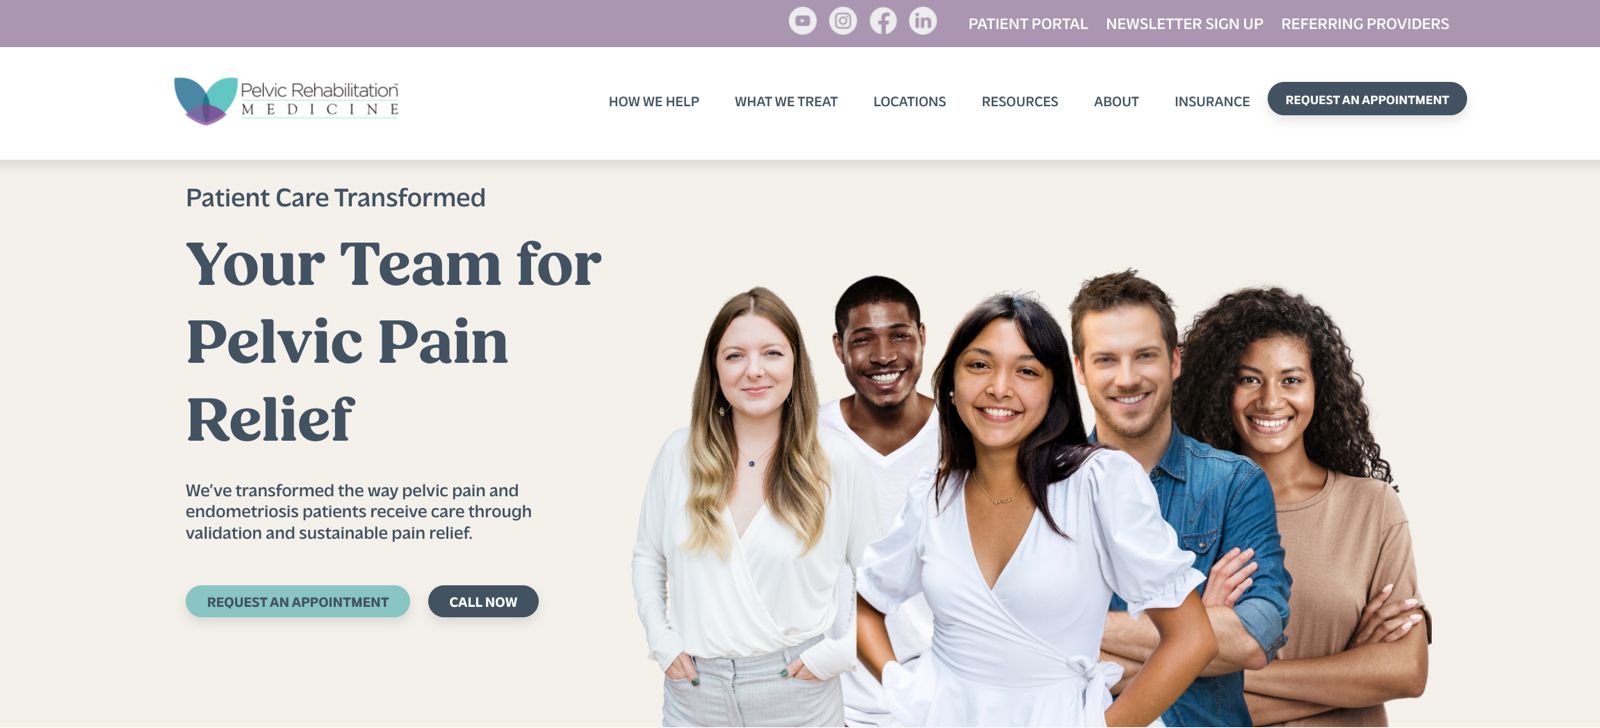 PATIENT PORTAL NEWSLETTER SIGN UP REFERRING PROVIDERS
Pelvic Rehabilitation
MEDICINE
HOW WE HELP WHAT WE TREAT LOCATIONS RESOURCES ABOUT INSURANCE REQUEST AN APPOINTMENT
Patient Care Transformed
Your Team for
Pelvic Pain
Relief
We’ve transformed the way pelvic pain and
endometriosis patients receive care through
validation and sustainable pain relief.
REQUEST AN APPOINTMENT CALL NOW